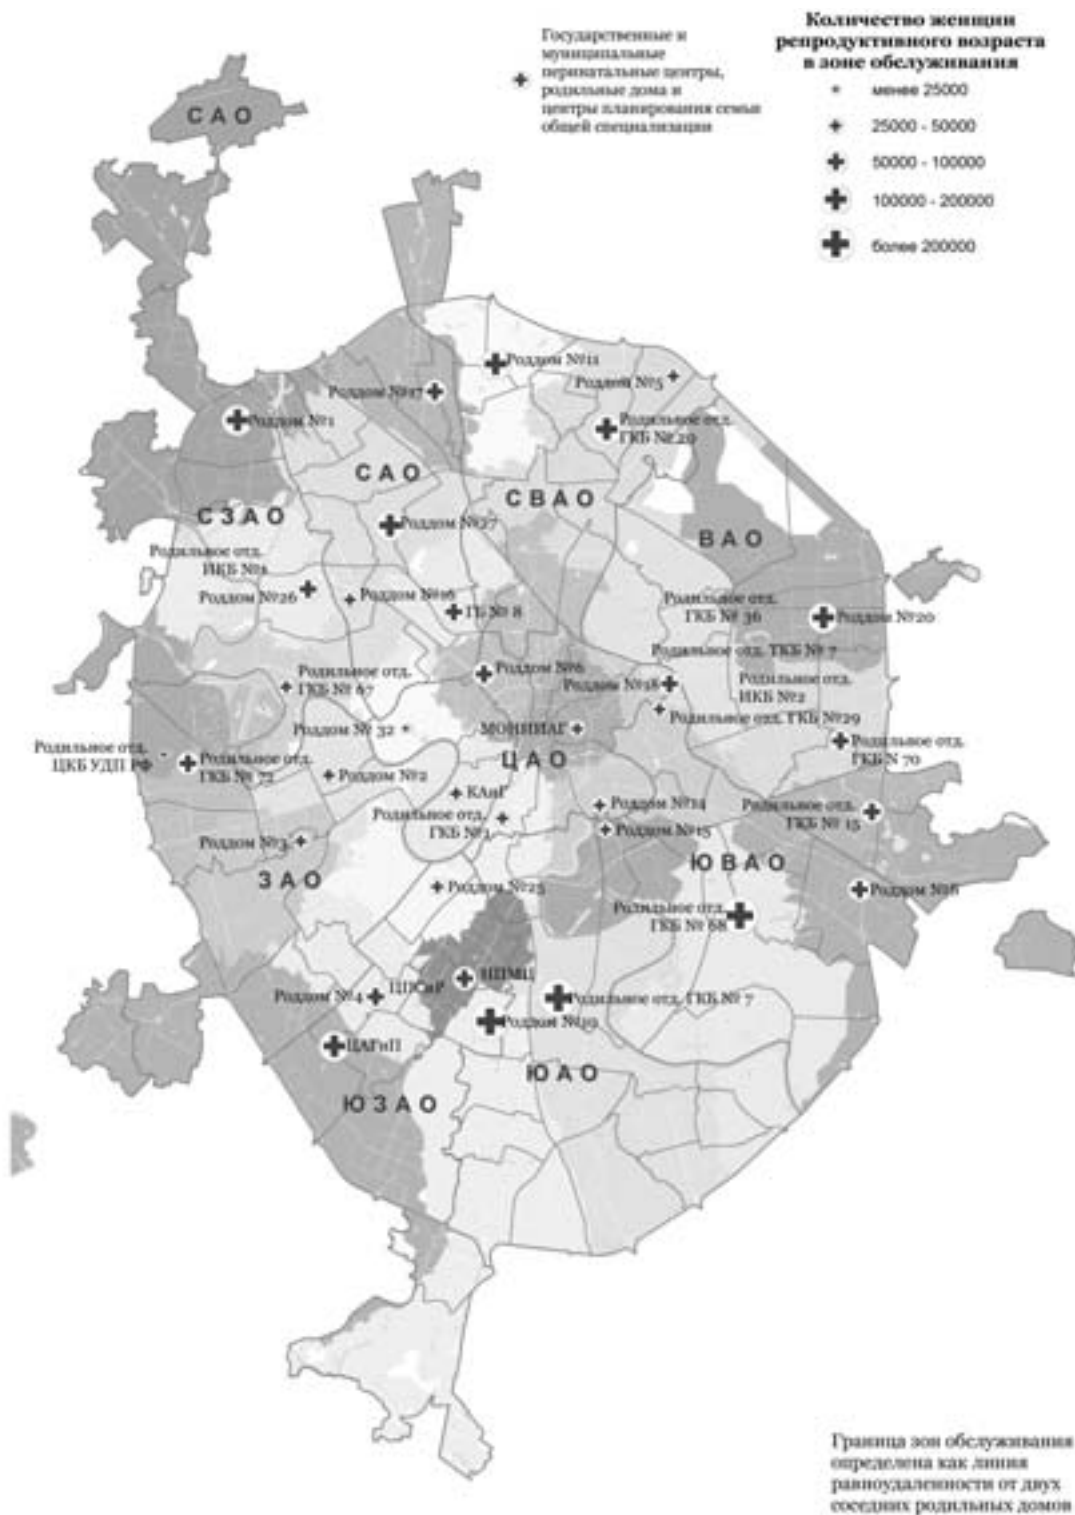 Государственные и
муниципальные
перинатальные центры,
родильные дома и
центры планирования семьи
общей специализации
Количество женщин
репродуктивного возраста
в зоне обслуживания
менее 25000
25000 - 50000
50000 - 100000
100000 - 200000
более 200000
САО
Роддом №11
Роддом №5
Роддом №17
Роддом №1
Родильное отд.
ГКБ № 20
САО
СВАО
СЗАО
Роддом №27
ВАО
Родильное отд.
ИКБ №1
Роддом №26
Роддом №16
ГБ № 8
Родильное отд.
ГКБ № 36
Роддом №20
Родильное отд. ГКБ № 7
Родильное отд.
ГКБ № 67
Роддом №6
Роддом №18
Родильное отд.
ИКБ №2
Родильное отд. ГКБ №29
Роддом № 32
МОНИИАГ
Родильное отд.
ЦКБ УДП РФ
Родильное отд.
ГКБ № 72
ЦАО
Родильное отд.
ГКБ N 70
Роддом №2
КАиГ
Родильное отд.
ГКБ №1
Роддом №14
Роддом №15
Родильное отд.
ГКБ № 15
Роддом №3
ЗАО
ЮВАО
Роддом №25
Роддом №8
Родильное отд.
ГКБ № 68
ЦПСиР
Роддом №4
НПМЦ
Родильное отд. ГКБ № 7
Роддом №10
ЦАГиП
ЮАО
ЮЗАО
Граница зон обслуживания
определена как линия
равноудаленности от двух
соседних родильных домов